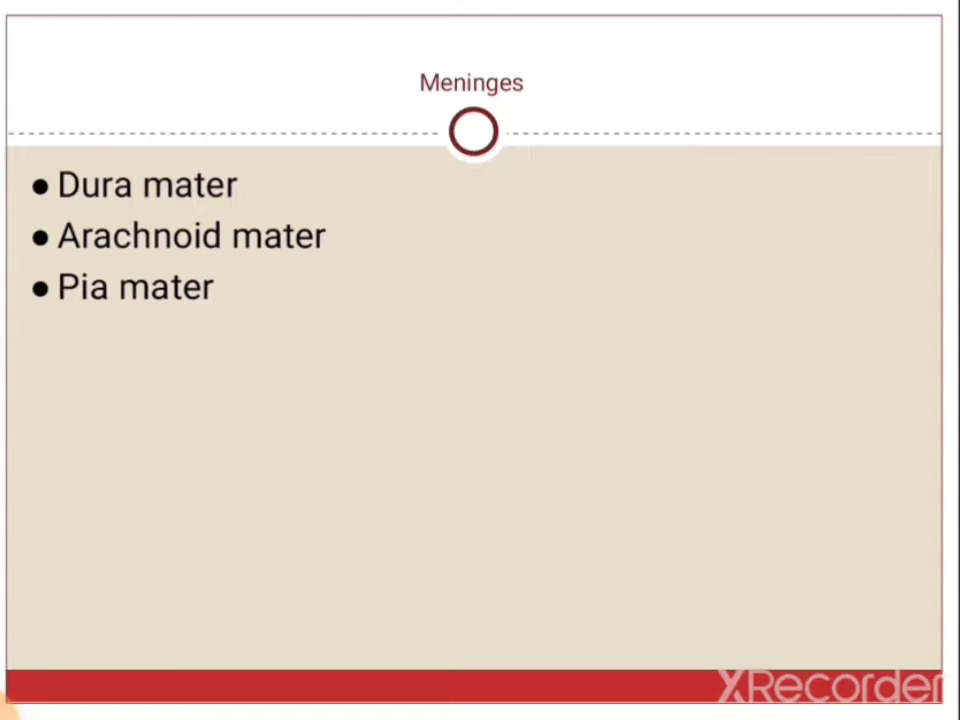 Meninges
● Dura mater
● Arachnoid mater
● Pia mater
XRecorder